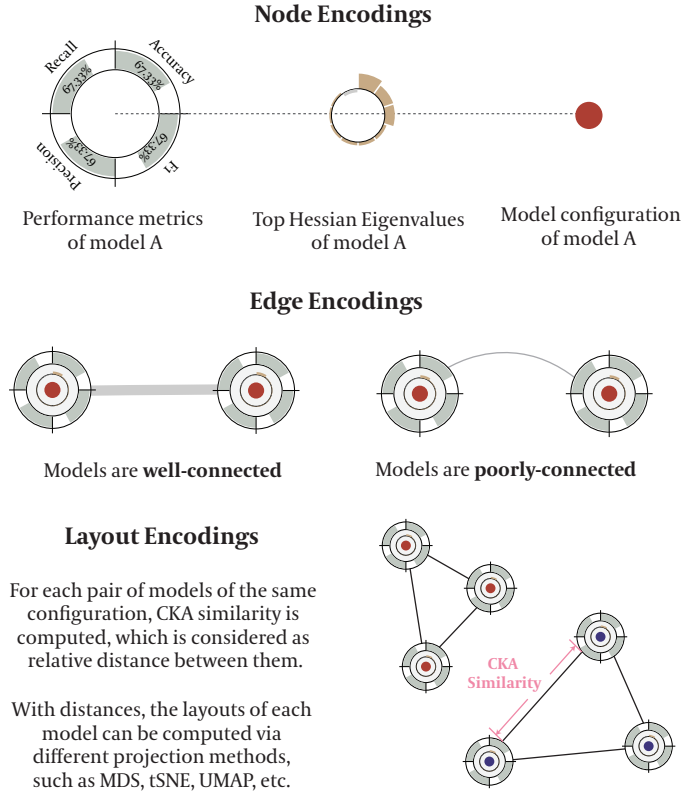 Node Encodings
Recall
Accuracy
67.33%
67.33%
67.33%
67.33%
Precision
F1
Performance metrics
of model A
Top Hessian Eigenvalues
of model A
Model configuration
of model A
Edge Encodings
Models are well-connected
Models are poorly-connected
Layout Encodings
For each pair of models of the same
configuration, CKA similarity is
computed, which is considered as
relative distance between them.
With distances, the layouts of each
model can be computed via
different projection methods,
such as MDS, tSNE, UMAP, etc.
CKA
Similarity